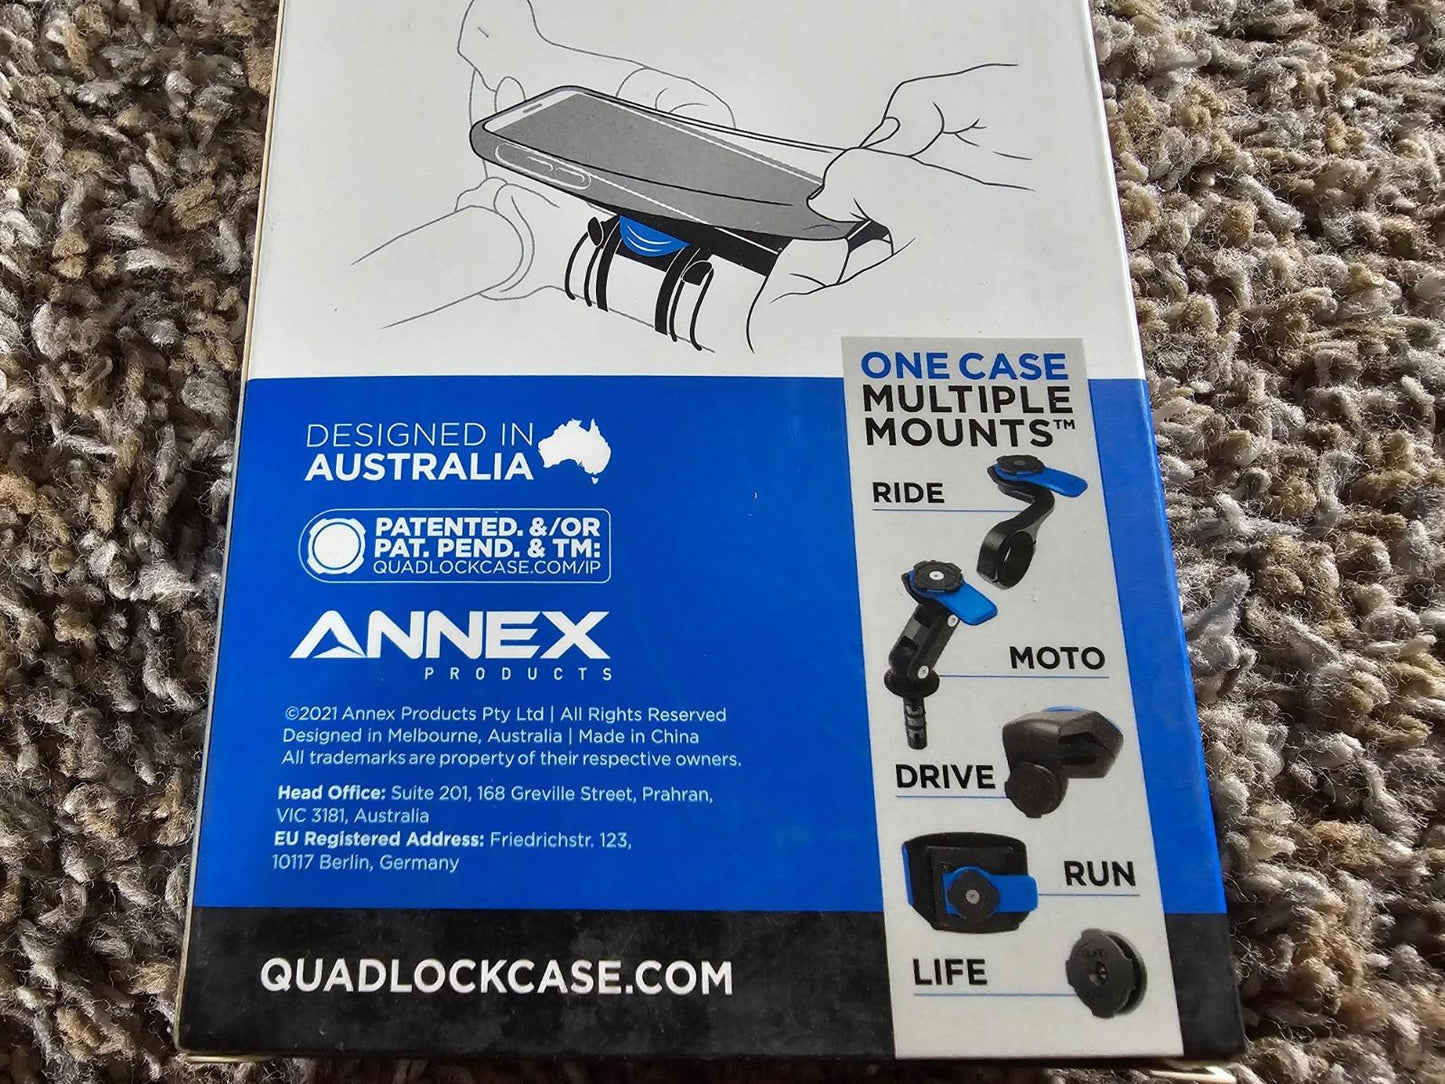 DESIGNED IN
AUSTRALIA
PATENTED. &/OR
PAT. PEND. & TM:
QUADLOCKCASE.COM/IP
ANNEX
PRODUCTS
©2021 Annex Products Pty Ltd | All Rights Reserved
Designed in Melbourne, Australia | Made in China
All trademarks are property of their respective owners.
Head Office: Suite 201, 168 Greville Street, Prahran,
VIC 3181, Australia
EU Registered Address: Friedrichstr. 123,
10117 Berlin, Germany
QUADLOCKCASE.COM
ONE CASE
MULTIPLE
MOUNTS™
RIDE
MOTO
DRIVE
RUN
LIFE